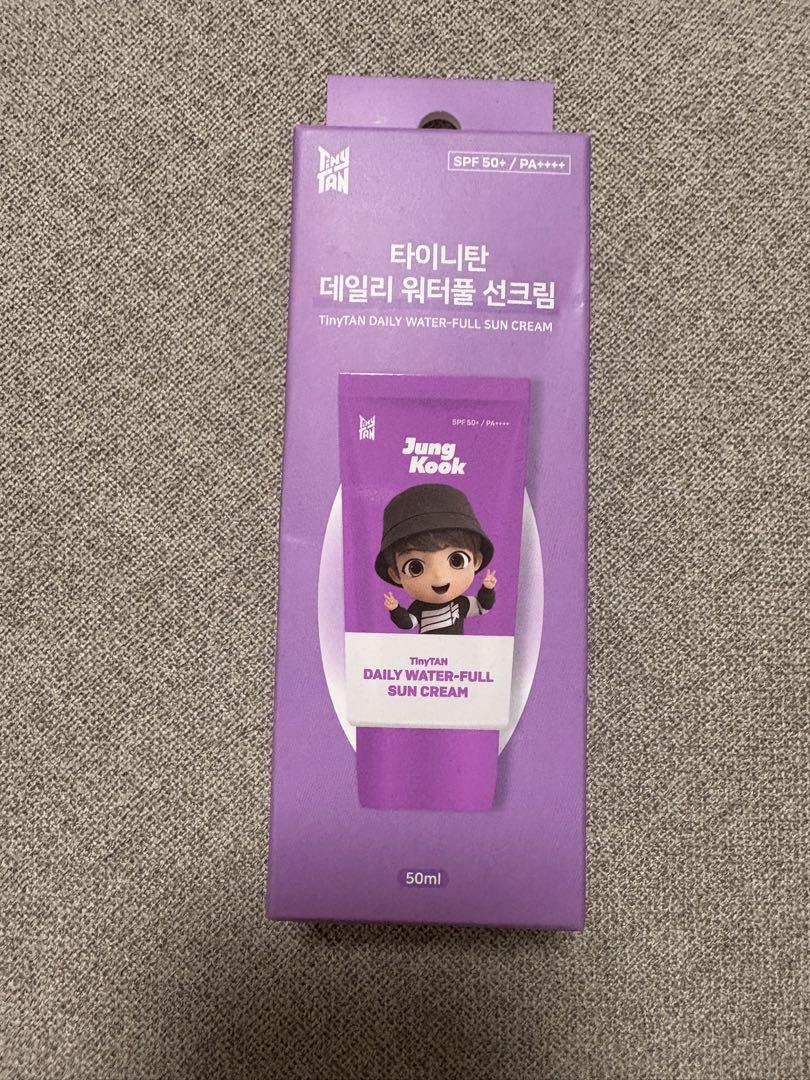 TinyTAN
SPF 50+ / PA++++
타이니탄
데일리 워터풀 선크림
TinyTAN DAILY WATER-FULL SUN CREAM
TinyTAN
SPF 50+ / PA++++
Jung
Kook
TinyTAN
DAILY WATER-FULL
SUN CREAM
50ml